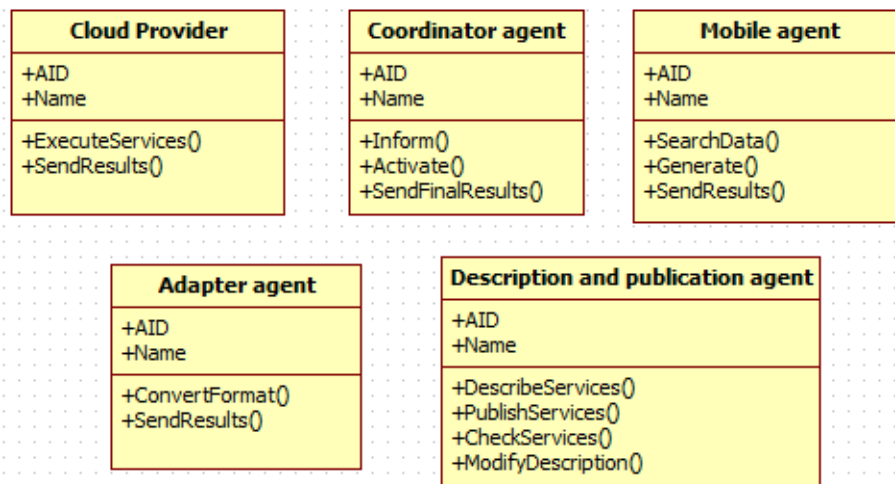 Cloud Provider
+AID
+Name
+ExecuteServices()
+SendResults()
Coordinator agent
+AID
+Name
+Inform()
+Activate()
+SendFinalResults()
Mobile agent
+AID
+Name
+SearchData()
+Generate()
+SendResults()
Adapter agent
+AID
+Name
+ConvertFormat()
+SendResults()
Description and publication agent
+AID
+Name
+DescribeServices()
+PublishServices()
+CheckServices()
+ModifyDescription()